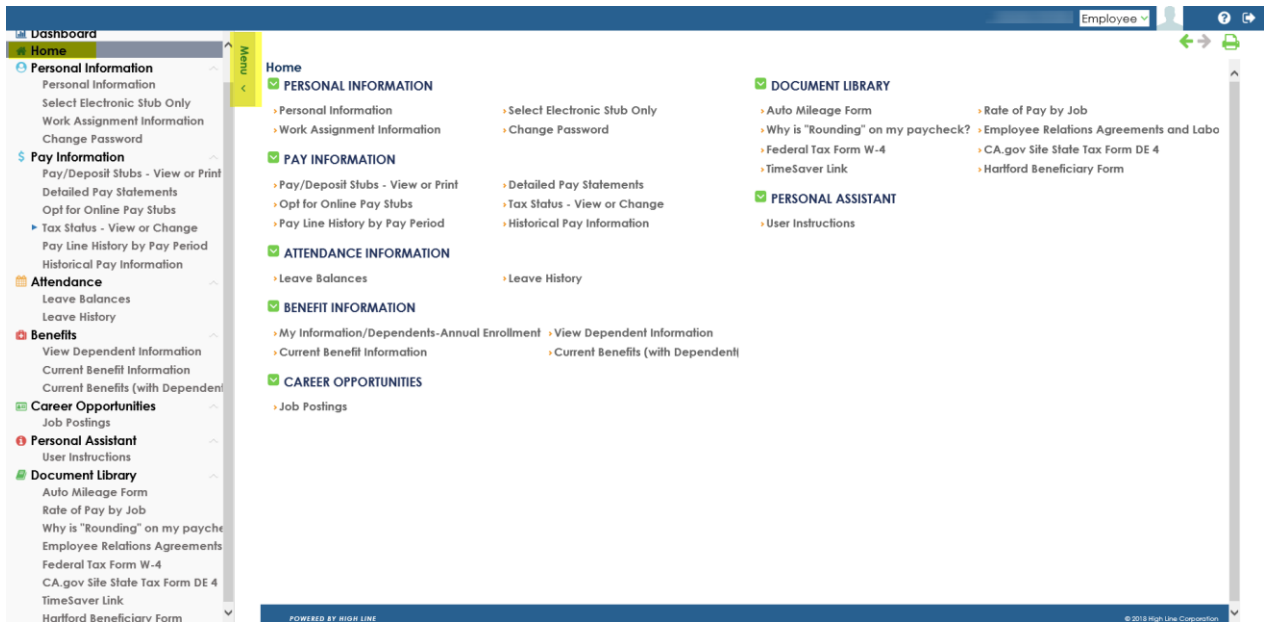 Employee
Dashboard
Home
Personal Information
Personal Information
Select Electronic Stub Only
Work Assignment Information
Change Password
Pay Information
Pay/Deposit Stubs - View or Print
Detailed Pay Statements
Opt for Online Pay Stubs
Tax Status - View or Change
Pay Line History by Pay Period
Historical Pay Information
Attendance
Leave Balances
Leave History
Benefits
View Dependent Information
Current Benefit Information
Current Benefits (with Dependent
Career Opportunities
Job Postings
Personal Assistant
User Instructions
Document Library
Auto Mileage Form
Rate of Pay by Job
Why is "Rounding" on my payche
Employee Relations Agreements
Federal Tax Form W-4
CA.gov Site State Tax Form DE 4
TimeSaver Link
Hartford Beneficiary Form
Menu
Home
PERSONAL INFORMATION
Personal Information
Select Electronic Stub Only
Work Assignment Information
Change Password
PAY INFORMATION
Pay/Deposit Stubs - View or Print
Detailed Pay Statements
Opt for Online Pay Stubs
Tax Status - View or Change
Pay Line History by Pay Period
Historical Pay Information
ATTENDANCE INFORMATION
Leave Balances
Leave History
BENEFIT INFORMATION
My Information/Dependents-Annual Enrollment
View Dependent Information
Current Benefit Information
Current Benefits (with Dependent(
CAREER OPPORTUNITIES
Job Postings
DOCUMENT LIBRARY
Auto Mileage Form
Rate of Pay by Job
Why is "Rounding" on my paycheck?
Employee Relations Agreements and Labo
Federal Tax Form W-4
CA.gov Site State Tax Form DE 4
TimeSaver Link
Hartford Beneficiary Form
PERSONAL ASSISTANT
User Instructions
POWERED BY HIGH LINE
© 2018 High Line Corporation